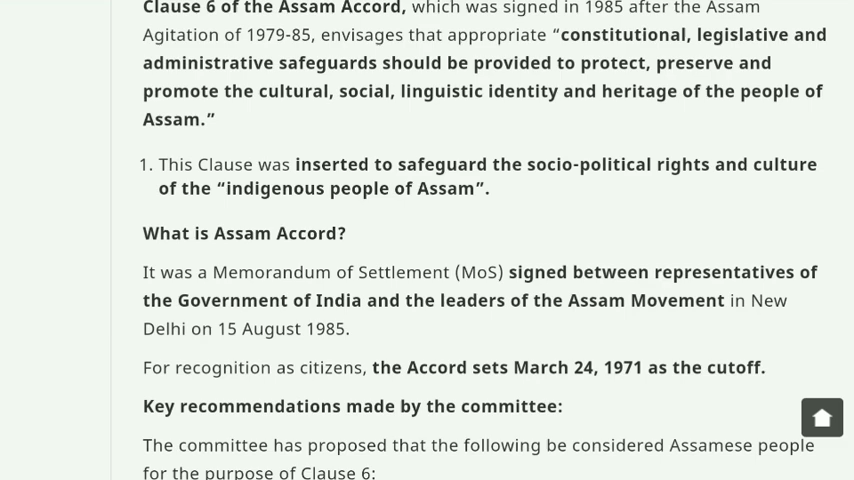 Clause 6 of the Assam Accord, which was signed in 1985 after the Assam
Agitation of 1979-85, envisages that appropriate “constitutional, legislative and
administrative safeguards should be provided to protect, preserve and
promote the cultural, social, linguistic identity and heritage of the people of
Assam.”
1. This Clause was inserted to safeguard the socio-political rights and culture
of the “indigenous people of Assam”.
What is Assam Accord?
It was a Memorandum of Settlement (MoS) signed between representatives of
the Government of India and the leaders of the Assam Movement in New
Delhi on 15 August 1985.
For recognition as citizens, the Accord sets March 24, 1971 as the cutoff.
Key recommendations made by the committee:
The committee has proposed that the following be considered Assamese people
for the purpose of Clause 6: